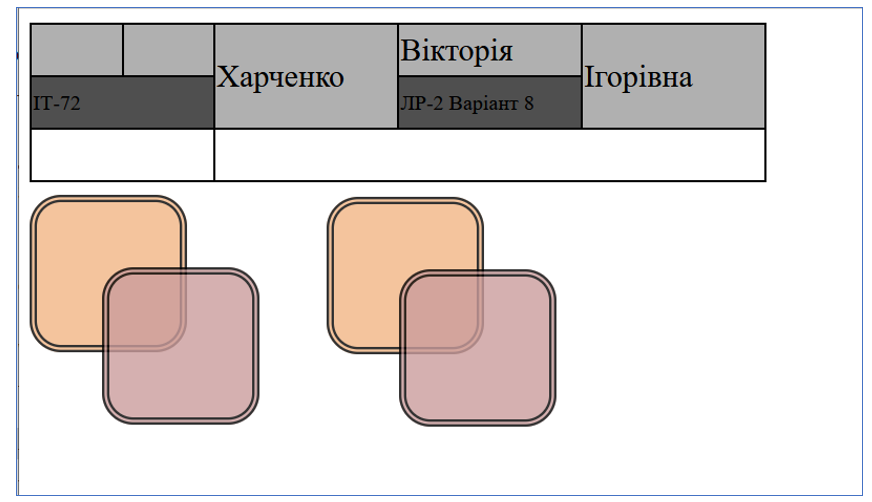 Харченко
Вікторія
Ігорівна
ІТ-72
ЛР-2 Варіант 8